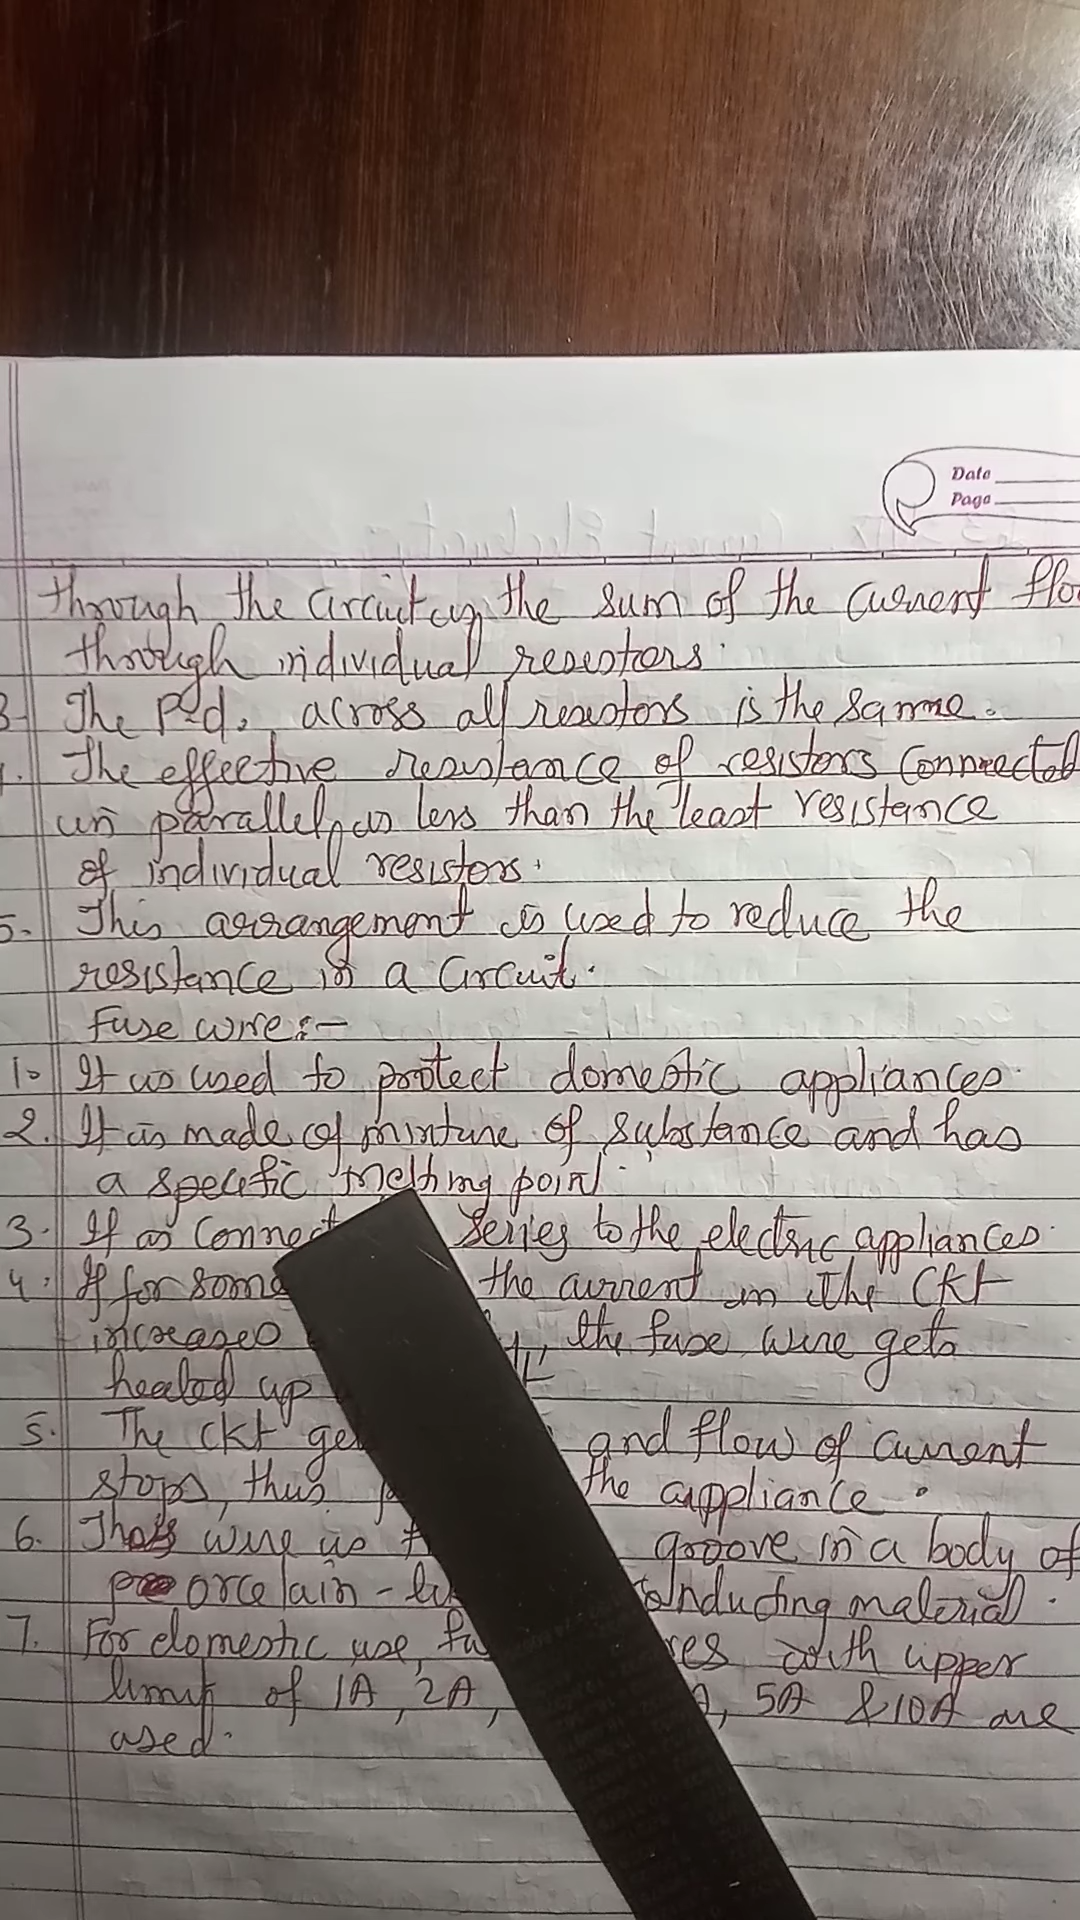 Date
Page
through the circuit is the sum of the current flo
through individual resistors.
3- The P.d. across all resistors is the same.
. The effective resistance of resistors connected
in parallel is less than the least resistance
of individual resistors.
5. This arrangement is used to reduce the
resistance in a circuit.
Fuse wire:-
1. It is used to protect domestic appliances.
2. It is made of mixture of substance and has
a specific melting point.
3. It is connect series to the electric appliances.
4. If for some the current in the Ckt
increased the fuse wire gets
heated up
5. The Ckt ge and flow of current
stops, thus the appliance.
6. wire is groove in a body of
porcelain - conducting material.
7. For domestic use, fu res with upper
limit of 1A, 2A, A, 5A & 10A are
used.